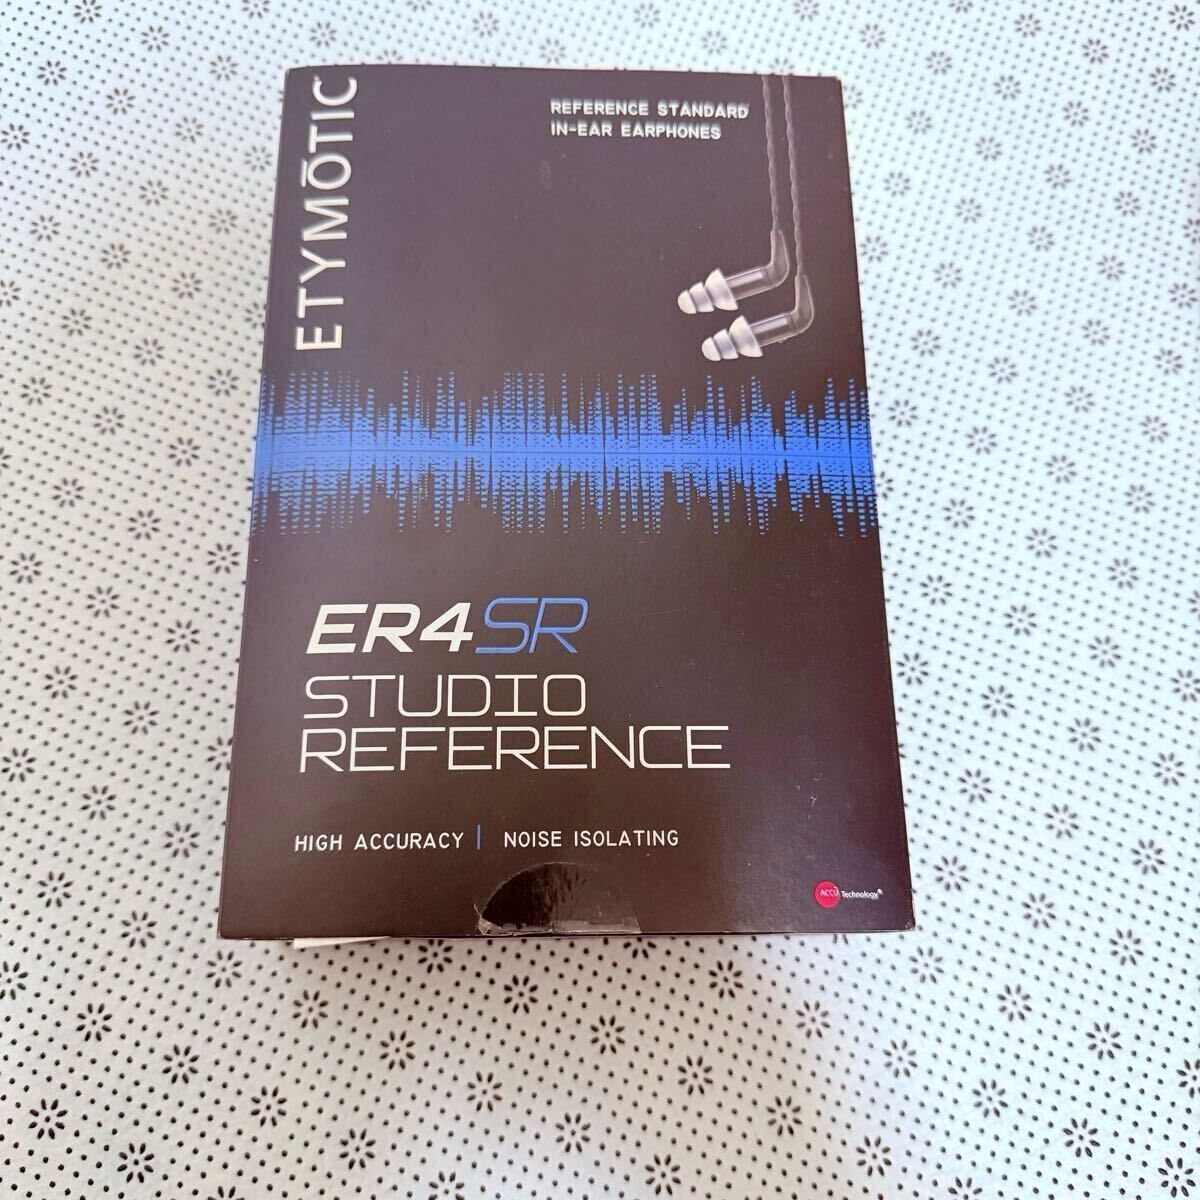 ETYMŌTIC
REFERENCE STANDARD
IN-EAR EARPHONES
ER4SR
STUDIO
REFERENCE
HIGH ACCURACY | NOISE ISOLATING
ACCU Technology®